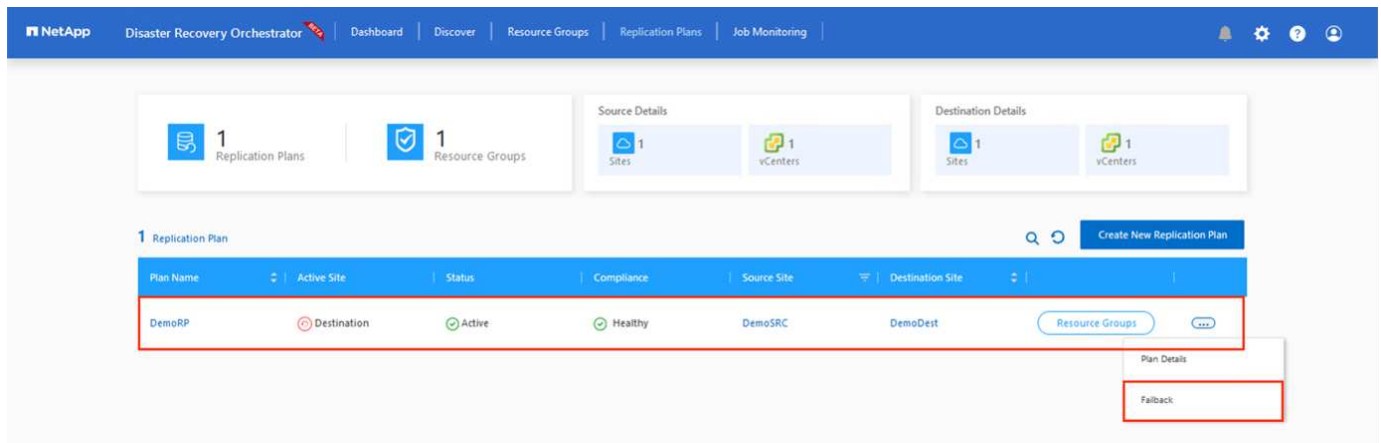 NetApp Disaster Recovery Orchestrator Dashboard Discover Resource Groups Replication Plans Job Monitoring
1 Replication Plans
1 Resource Groups
Source Details
1 Sites
1 vCenters
Destination Details
1 Sites
1 vCenters
1 Replication Plan
Create New Replication Plan
Plan Name Active Site Status Compliance Source Site Destination Site
DemoRP Destination Active Healthy DemoSRC DemoDest Resource Groups ...
Plan Details
Failback